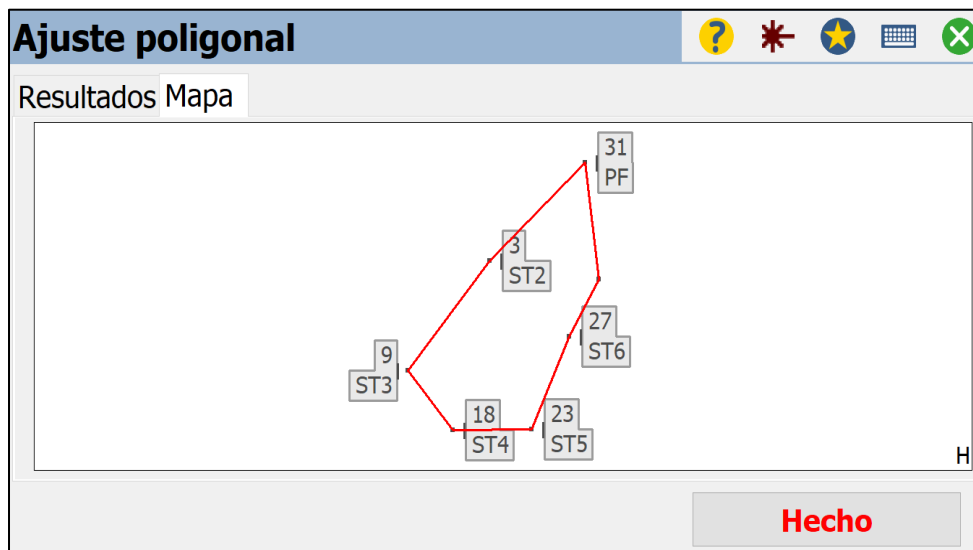 Ajuste poligonal
?
Resultados Mapa
31
PF
3
ST2
27
ST6
9
ST3
18
ST4
23
ST5
H
Hecho